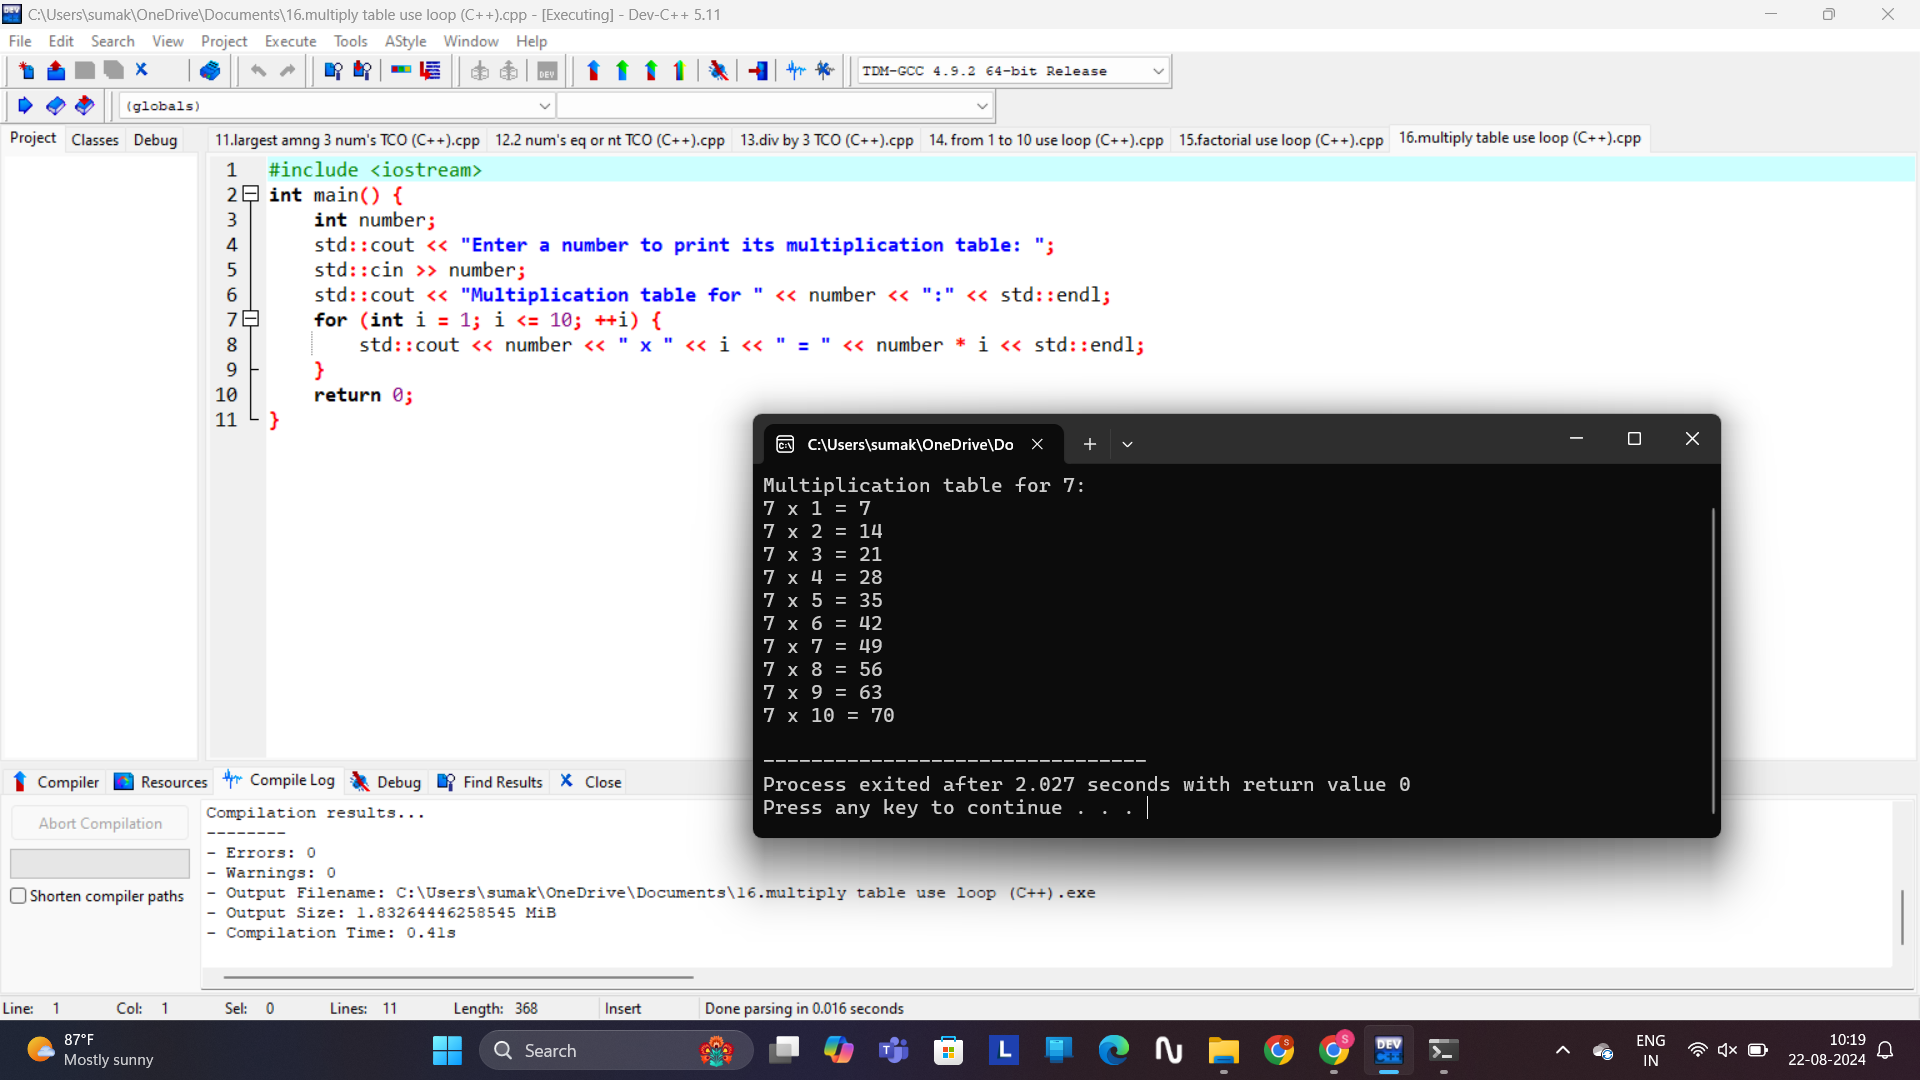 C:\Users\sumak\OneDrive\Documents\16.multiply table use loop (C++).cpp - [Executing] - Dev-C++ 5.11
File Edit Search View Project Execute Tools AStyle Window Help
TDM-GCC 4.9.2 64-bit Release
(globals)
Project Classes Debug
11.largest amng 3 num's TCO (C++).cpp 12.2 num's eq or nt TCO (C++).cpp 13.div by 3 TCO (C++).cpp 14. from 1 to 10 use loop (C++).cpp 15.factorial use loop (C++).cpp 16.multiply table use loop (C++).cpp
1 #include <iostream>
2 int main() {
3 int number;
4 std::cout << "Enter a number to print its multiplication table: ";
5 std::cin >> number;
6 std::cout << "Multiplication table for " << number << ":" << std::endl;
7 for (int i = 1; i <= 10; ++i) {
8 std::cout << number << " x " << i << " = " << number * i << std::endl;
9 }
10 return 0;
11 }
C:\Users\sumak\OneDrive\Do
Multiplication table for 7:
7 x 1 = 7
7 x 2 = 14
7 x 3 = 21
7 x 4 = 28
7 x 5 = 35
7 x 6 = 42
7 x 7 = 49
7 x 8 = 56
7 x 9 = 63
7 x 10 = 70
--------------------------------
Process exited after 2.027 seconds with return value 0
Press any key to continue . . .
Compiler Resources Compile Log Debug Find Results Close
Abort Compilation
Shorten compiler paths
Compilation results...
--------
- Errors: 0
- Warnings: 0
- Output Filename: C:\Users\sumak\OneDrive\Documents\16.multiply table use loop (C++).exe
- Output Size: 1.83264446258545 MiB
- Compilation Time: 0.41s
Line: 1 Col: 1 Sel: 0 Lines: 11 Length: 368 Insert Done parsing in 0.016 seconds
87°F
Mostly sunny
Search
DEV
C++
ENG
IN
10:19
22-08-2024